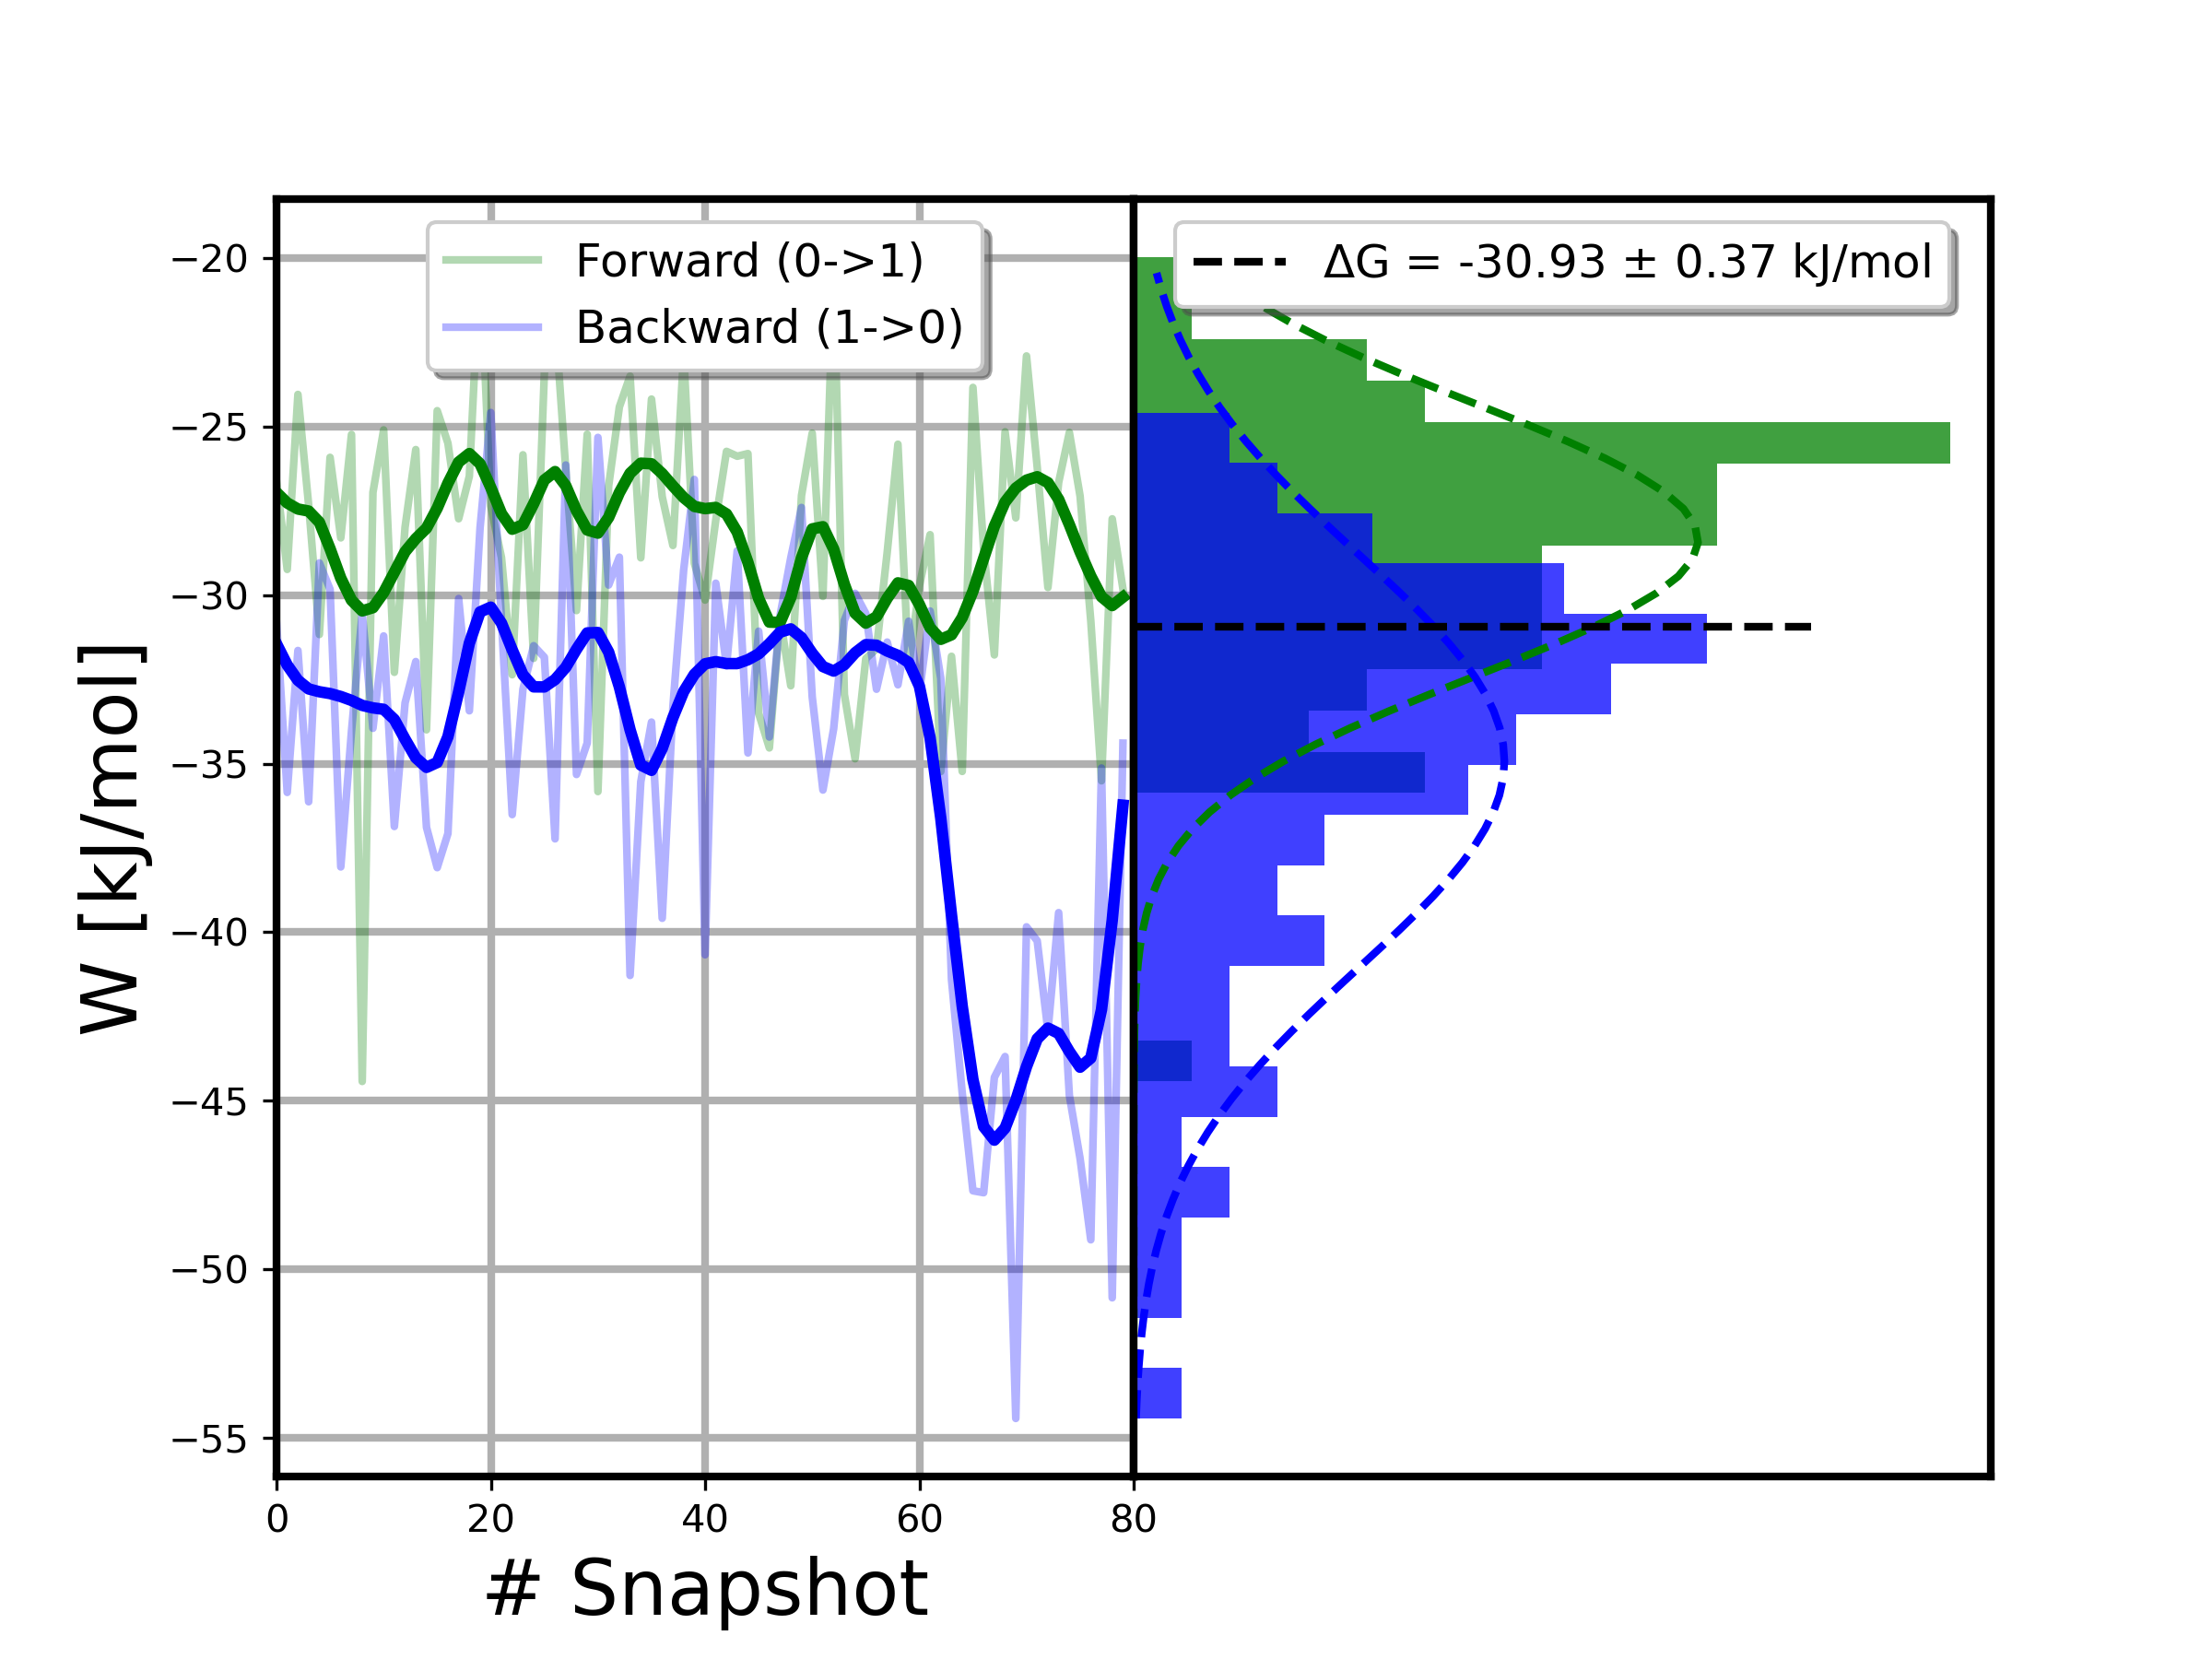 Forward (0->1)
Backward (1->0)
ΔG = -30.93 ± 0.37 kJ/mol
−20
−25
−30
−35
−40
−45
−50
−55
W [kJ/mol]
0 20 40 60 80
# Snapshot